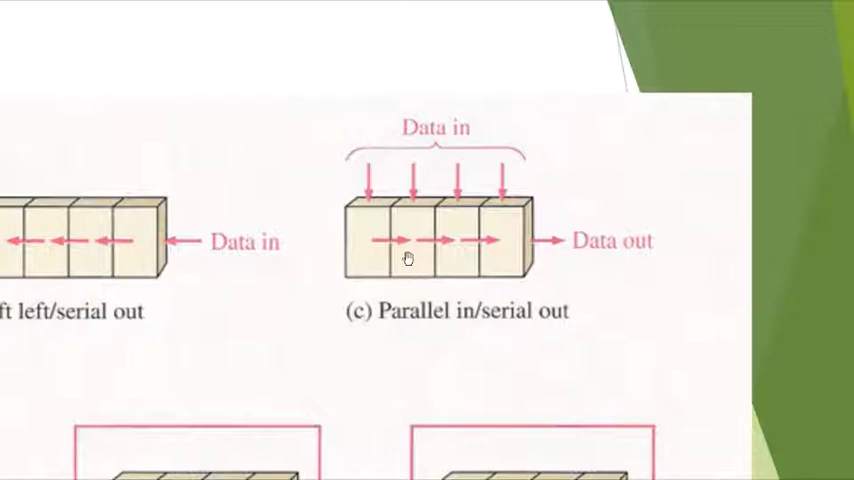 Data in
Data in
Data out
ft left/serial out
(c) Parallel in/serial out